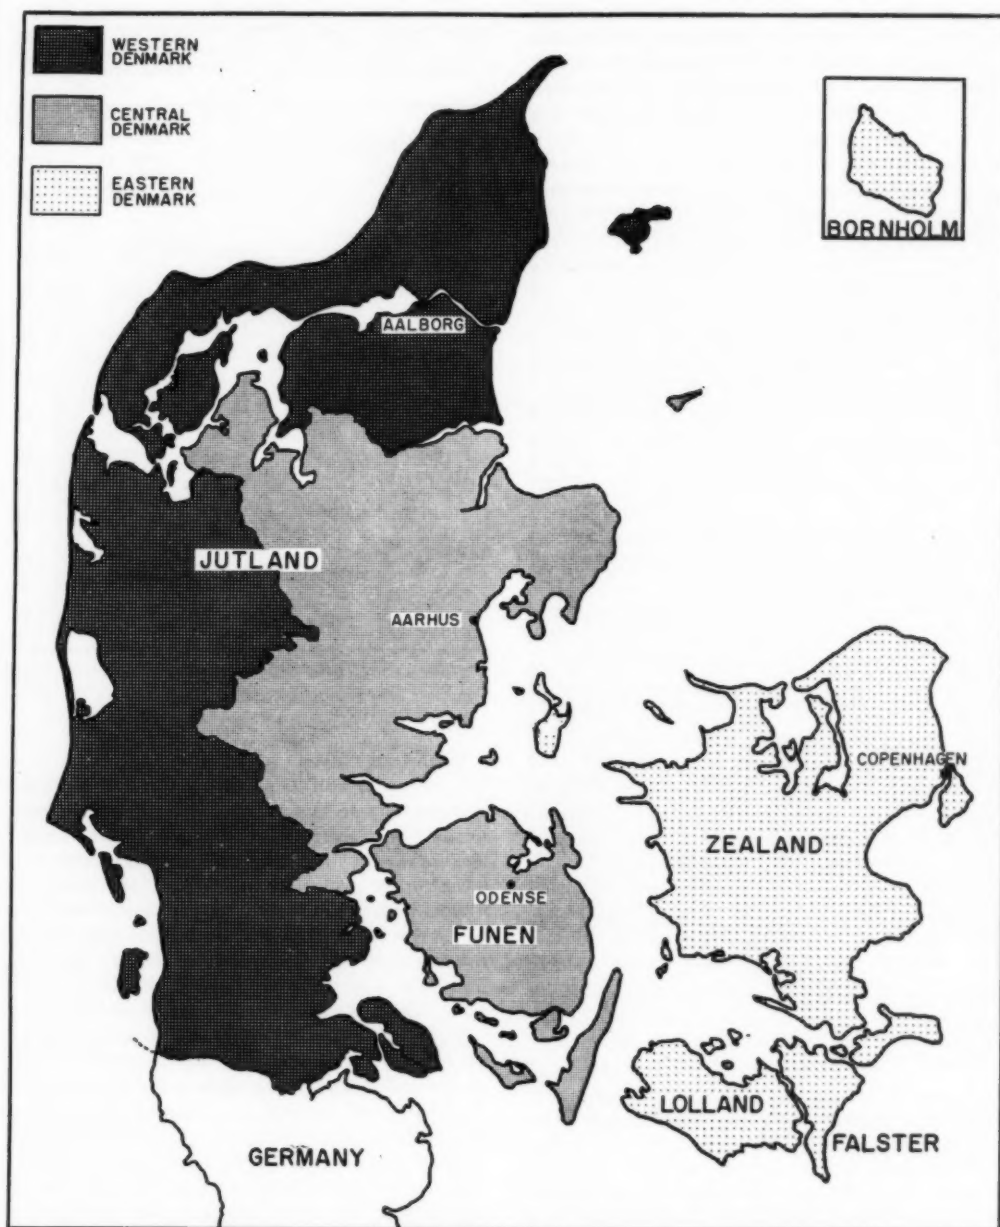 WESTERN
DENMARK
CENTRAL
DENMARK
EASTERN
DENMARK
BORNHOLM
AALBORG
JUTLAND
AARHUS
COPENHAGEN
ZEALAND
ODENSE
FUNEN
LOLLAND
FALSTER
GERMANY